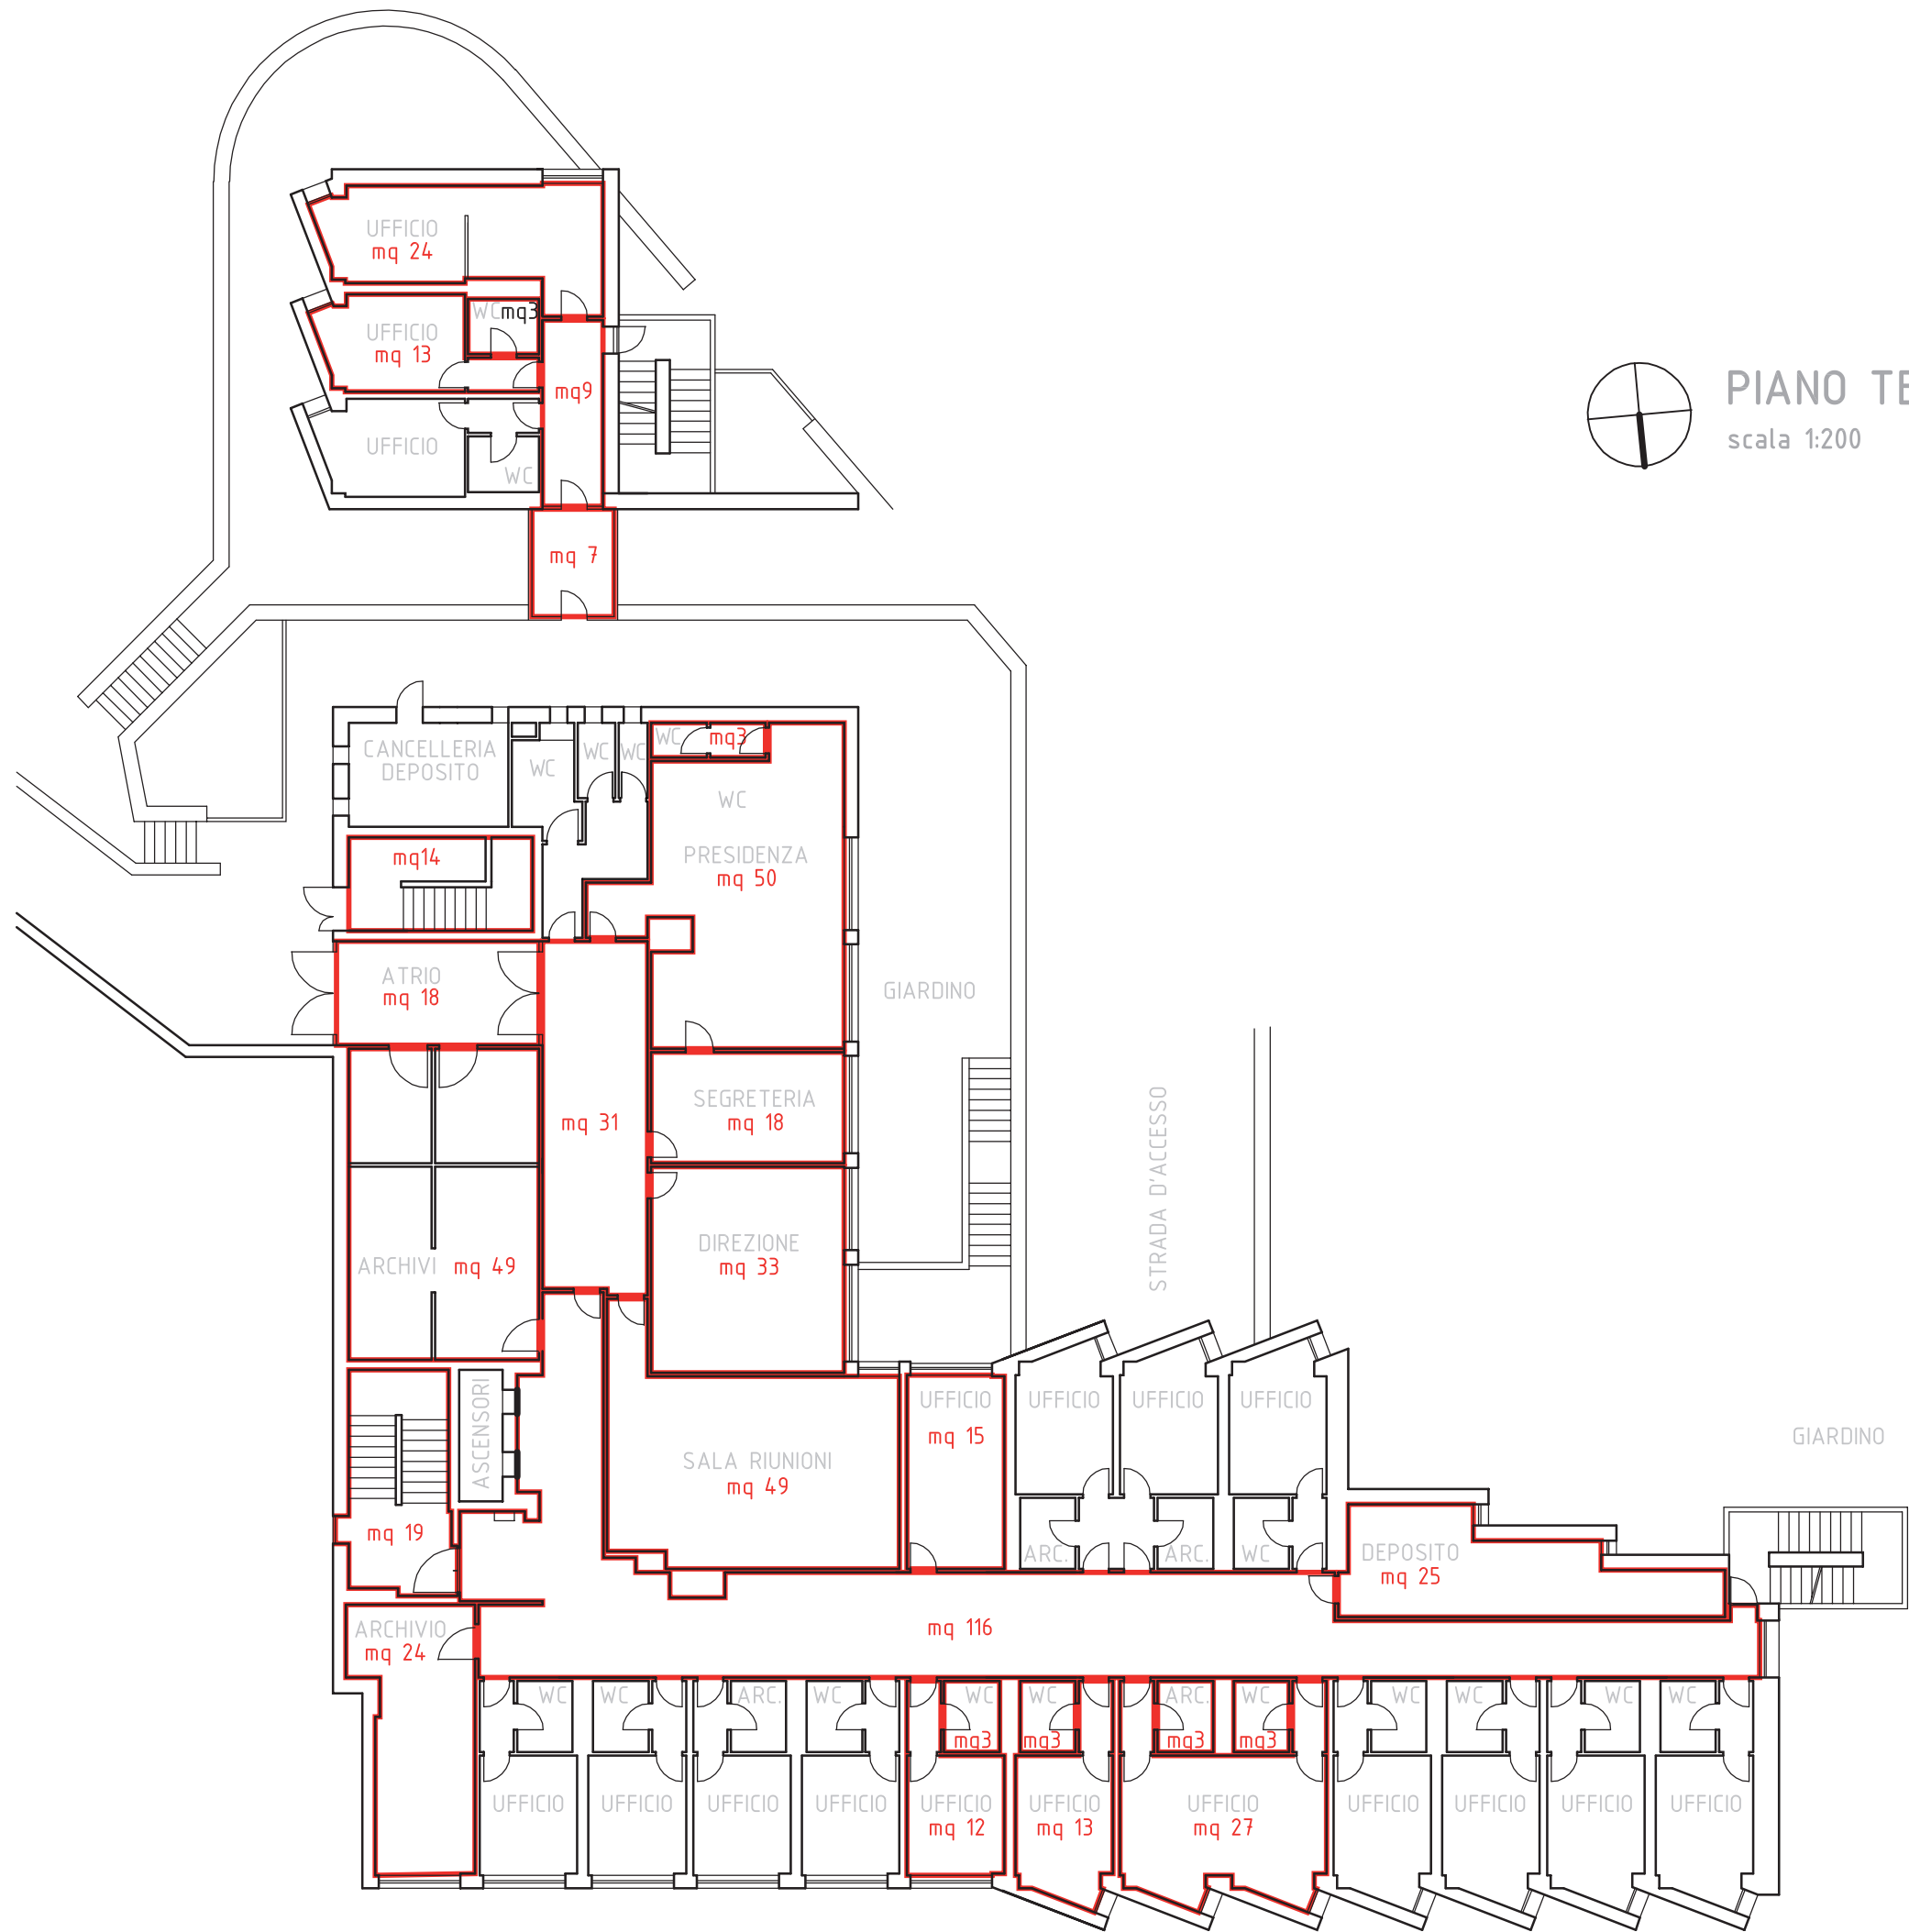 UFFICIO
mq 24
WC mq3
UFFICIO
mq 13
mq9
UFFICIO
WC
mq 7
PIANO TE
scala 1:200
CANCELLERIA
DEPOSITO
WC
WC
WC
WC
mq3
WC
PRESIDENZA
mq 50
mq14
ATRIO
mq 18
GIARDINO
SEGRETERIA
mq 18
mq 31
STRADA D'ACCESSO
DIREZIONE
mq 33
ARCHIVI mq 49
ASCENSORI
SALA RIUNIONI
mq 49
UFFICIO
mq 15
UFFICIO
UFFICIO
UFFICIO
GIARDINO
mq 19
ARC.
ARC.
WC
DEPOSITO
mq 25
ARCHIVIO
mq 24
mq 116
WC
WC
ARC.
WC
WC
mq3
WC
mq3
ARC.
mq3
WC
mq3
WC
WC
WC
WC
UFFICIO
UFFICIO
UFFICIO
UFFICIO
UFFICIO
mq 12
UFFICIO
mq 13
UFFICIO
mq 27
UFFICIO
UFFICIO
UFFICIO
UFFICIO